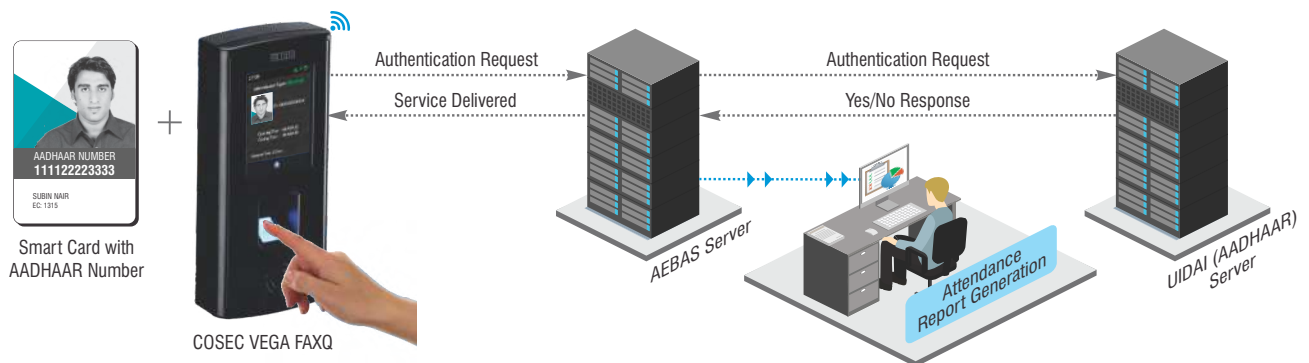 AADHAAR NUMBER
111122223333
SUBIN NAIR
EC: 1315
Smart Card with
AADHAAR Number
COSEC VEGA FAXQ
Authentication Request
Service Delivered
AEBAS Server
Authentication Request
Yes/No Response
Attendance
Report Generation
UIDAI (AADHAAR)
Server